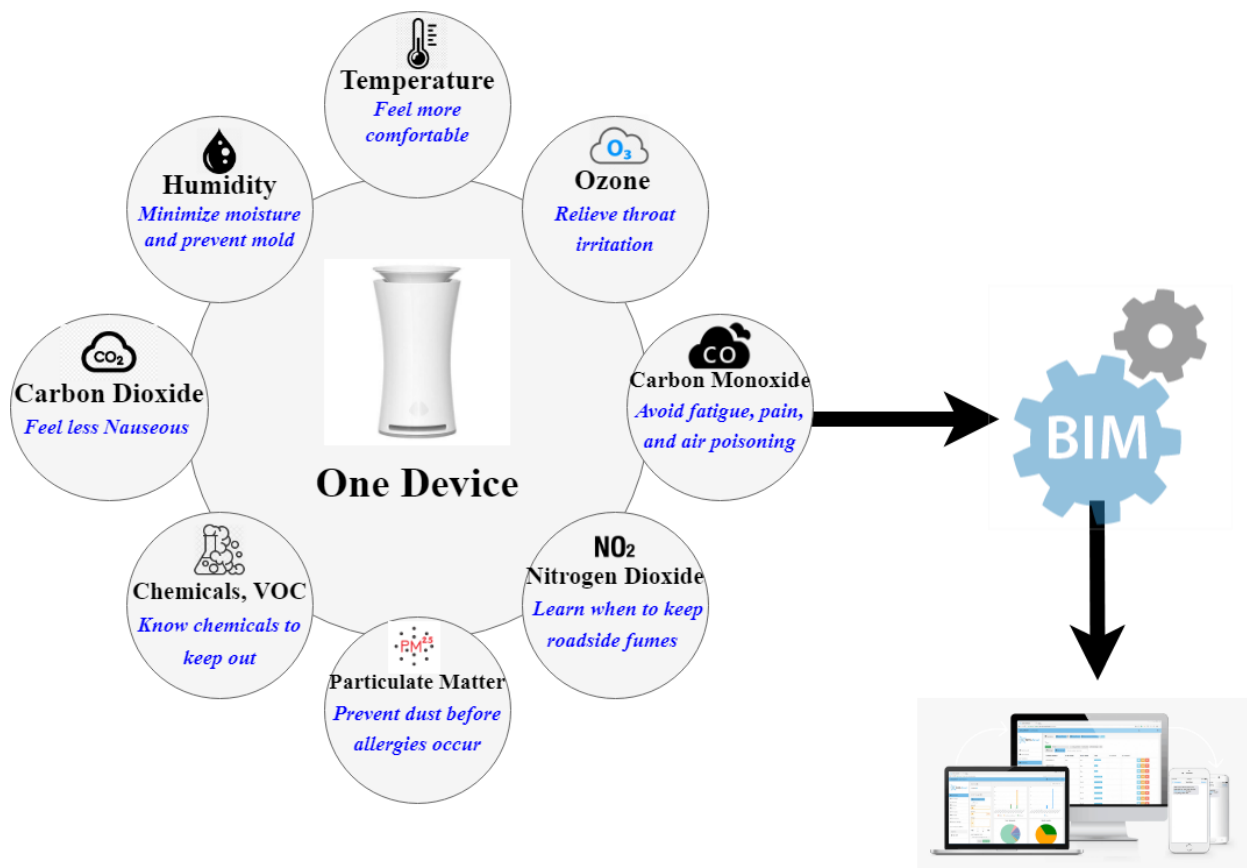 Temperature
Feel more
comfortable
O3
Ozone
Relieve throat
irritation
Humidity
Minimize moisture
and prevent mold
One Device
CO2
Carbon Dioxide
Feel less Nauseous
CO
Carbon Monoxide
Avoid fatigue, pain,
and air poisoning
BIM
Chemicals, VOC
Know chemicals to
keep out
NO2
Nitrogen Dioxide
Learn when to keep
roadside fumes
PM2.5
Particulate Matter
Prevent dust before
allergies occur